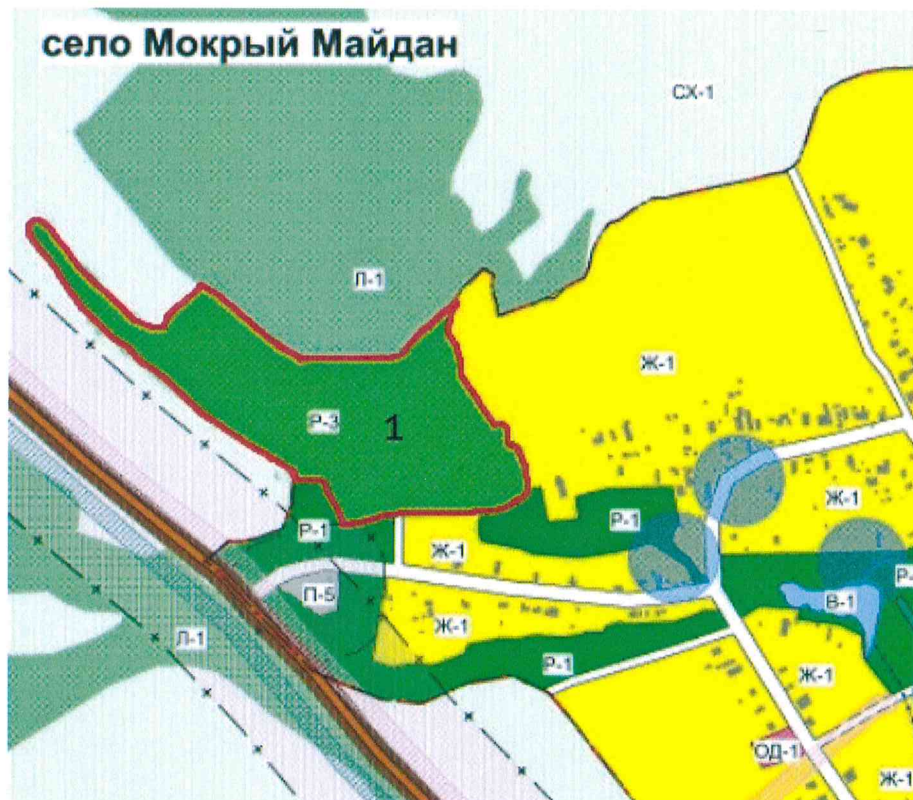 село Мокрый Майдан
СХ-1
Л-1
Ж-1
Р-3
1
Ж-1
Р-1
Р-1
Ж-1
П-5
Р-
В-1
Ж-1
Л-1
Р-1
Ж-1
ОД-1
Ж-1